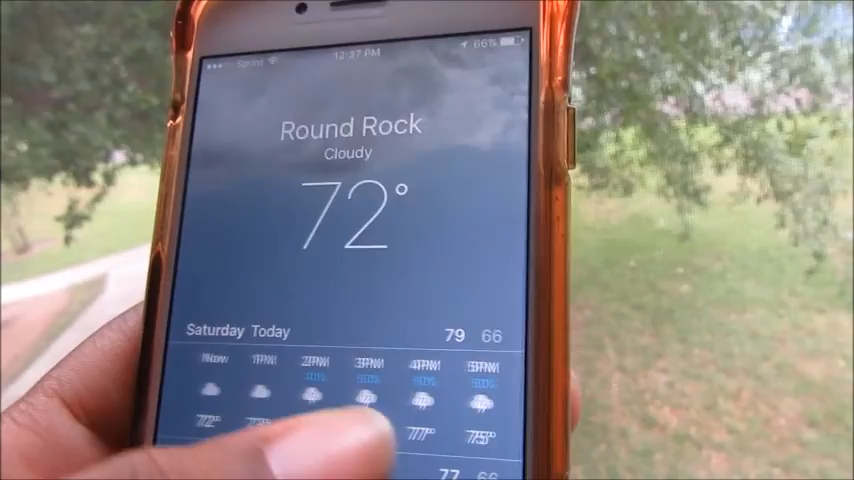 Sprint 12:37 PM 66%
Round Rock
Cloudy
72°
Saturday Today 79 66
Now 1PM 2PM 3PM 4PM 5PM
72° 77° 75°
77 66